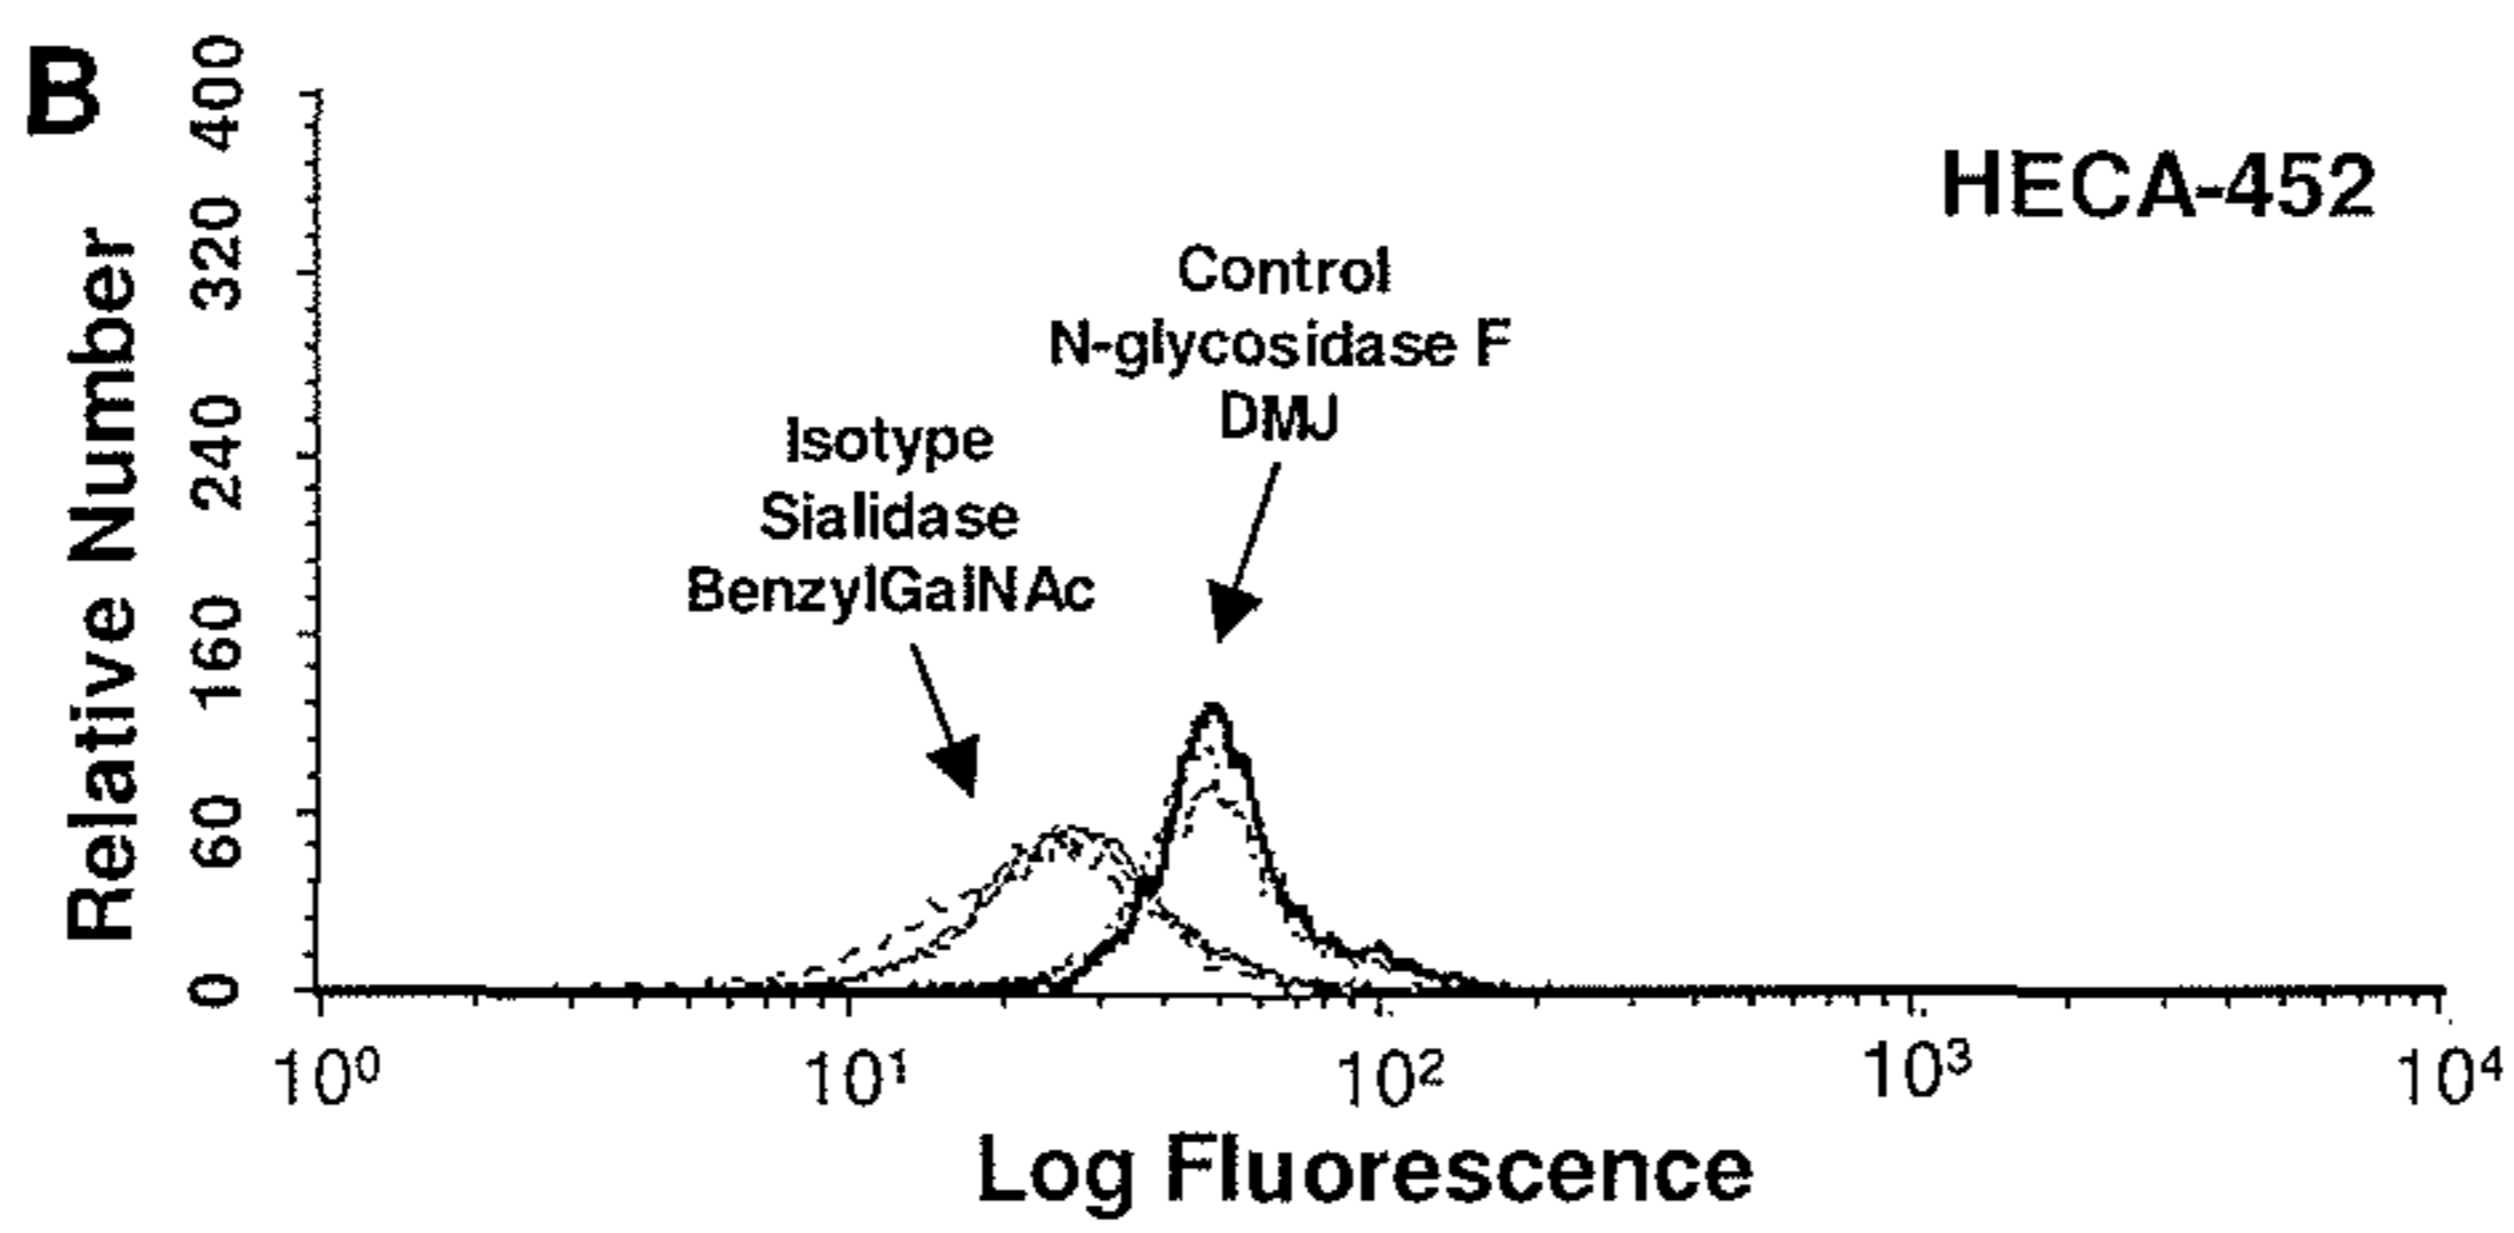 B
HECA-452
Control
N-glycosidase F
DMJ
Isotype
Sialidase
BenzylGalNAc
Relative Number
400
320
240
160
60
0
10⁰
10¹
10²
10³
10⁴
Log Fluorescence